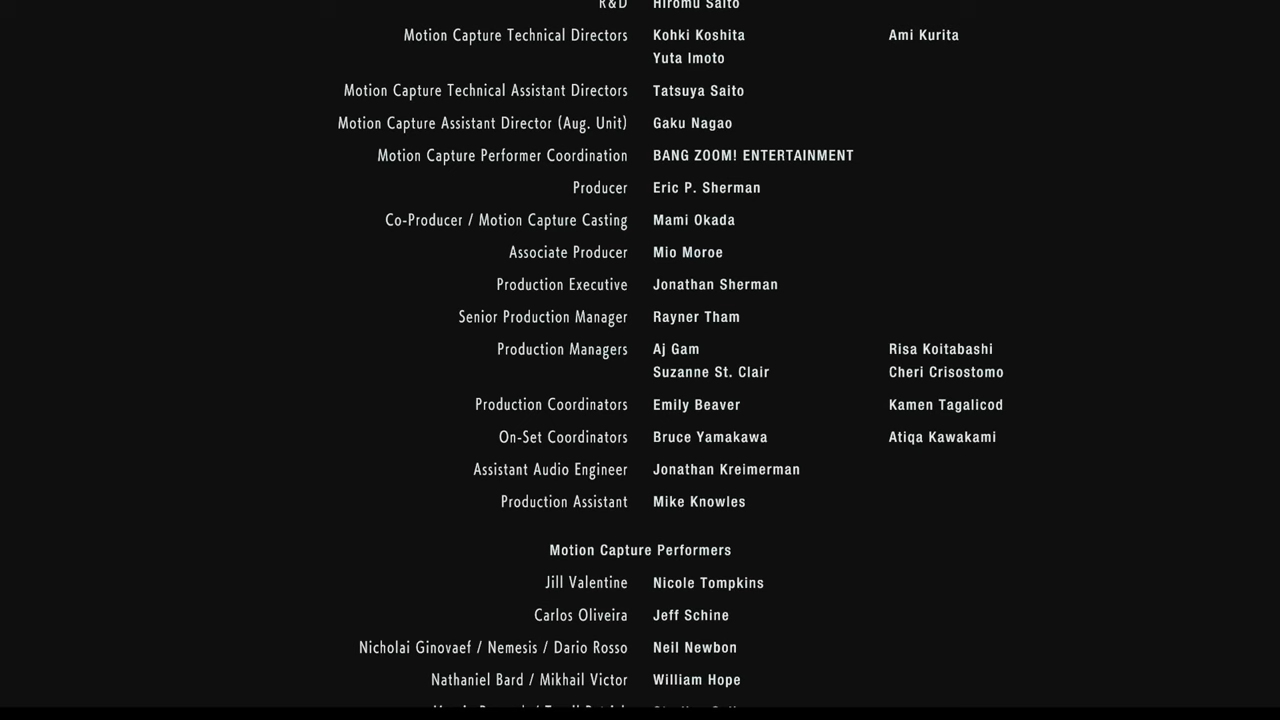 R&D Hiromu Saito
Motion Capture Technical Directors Kohki Koshita Ami Kurita
Yuta Imoto
Motion Capture Technical Assistant Directors Tatsuya Saito
Motion Capture Assistant Director (Aug. Unit) Gaku Nagao
Motion Capture Performer Coordination BANG ZOOM! ENTERTAINMENT
Producer Eric P. Sherman
Co-Producer / Motion Capture Casting Mami Okada
Associate Producer Mio Moroe
Production Executive Jonathan Sherman
Senior Production Manager Rayner Tham
Production Managers Aj Gam Risa Koitabashi
Suzanne St. Clair Cheri Crisostomo
Production Coordinators Emily Beaver Kamen Tagalicod
On-Set Coordinators Bruce Yamakawa Atiqa Kawakami
Assistant Audio Engineer Jonathan Kreimerman
Production Assistant Mike Knowles
Motion Capture Performers
Jill Valentine Nicole Tompkins
Carlos Oliveira Jeff Schine
Nicholai Ginovaef / Nemesis / Dario Rosso Neil Newbon
Nathaniel Bard / Mikhail Victor William Hope